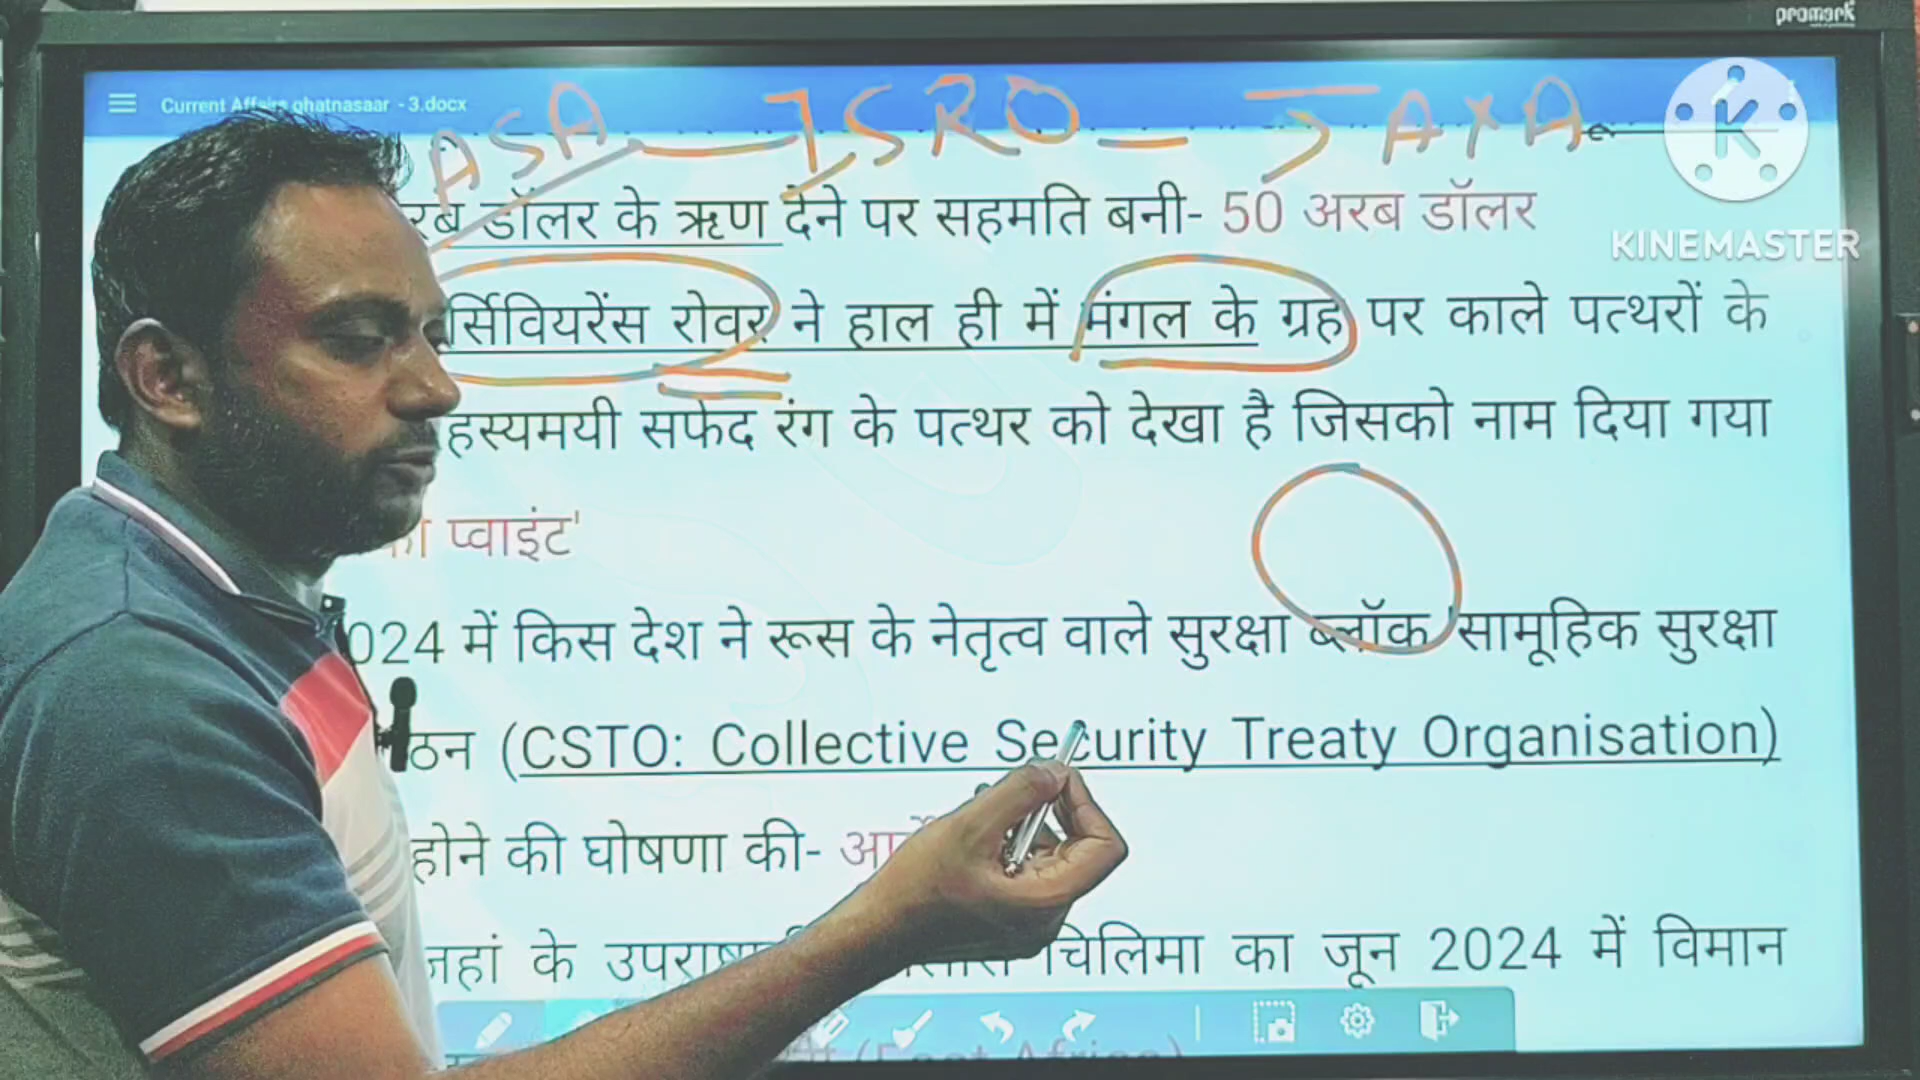 promark
Current Affairs ghatnasaar - 3.docx
ASA - ISRO - JAXA
KINEMASTER
डॉलर के ऋण देने पर सहमति बनी- 50 अरब डॉलर
र्सिवियरेंस रोवर ने हाल ही में मंगल के ग्रह पर काले पत्थरों के
हस्यमयी सफेद रंग के पत्थर को देखा है जिसको नाम दिया गया
प्वाइंट'
024 में किस देश ने रूस के नेतृत्व वाले सुरक्षा ब्लॉक 'सामूहिक सुरक्षा
ठन (CSTO: Collective Security Treaty Organisation)
होने की घोषणा की-
जहां के चिलिमा का जून 2024 में विमान